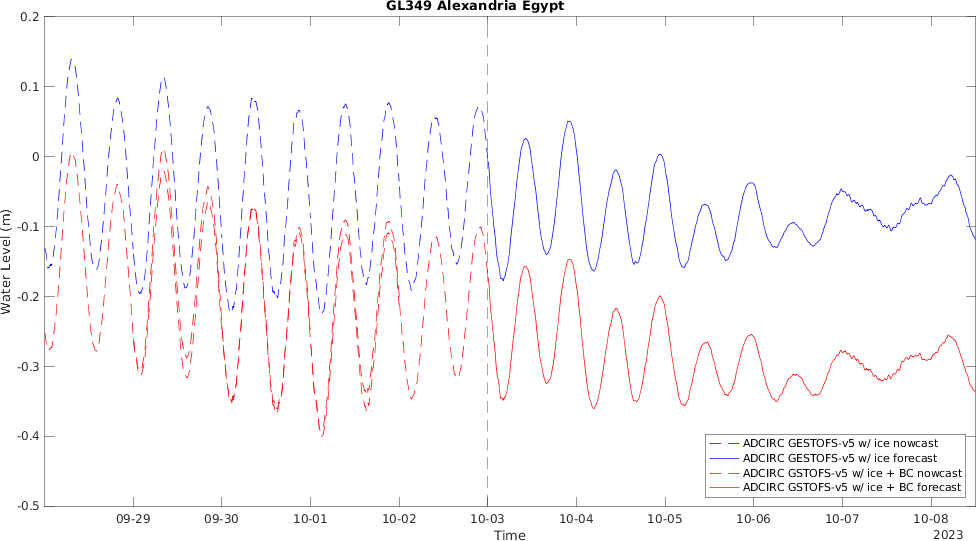 GL349 Alexandria Egypt
0.2
0.1
0
-0.1
-0.2
-0.3
-0.4
-0.5
Water Level (m)
ADCIRC GESTOFS-v5 w/ ice nowcast
ADCIRC GESTOFS-v5 w/ ice forecast
ADCIRC GSTOFS-v5 w/ ice + BC nowcast
ADCIRC GSTOFS-v5 w/ ice + BC forecast
09-29 09-30 10-01 10-02 10-03 10-04 10-05 10-06 10-07 10-08
Time 2023